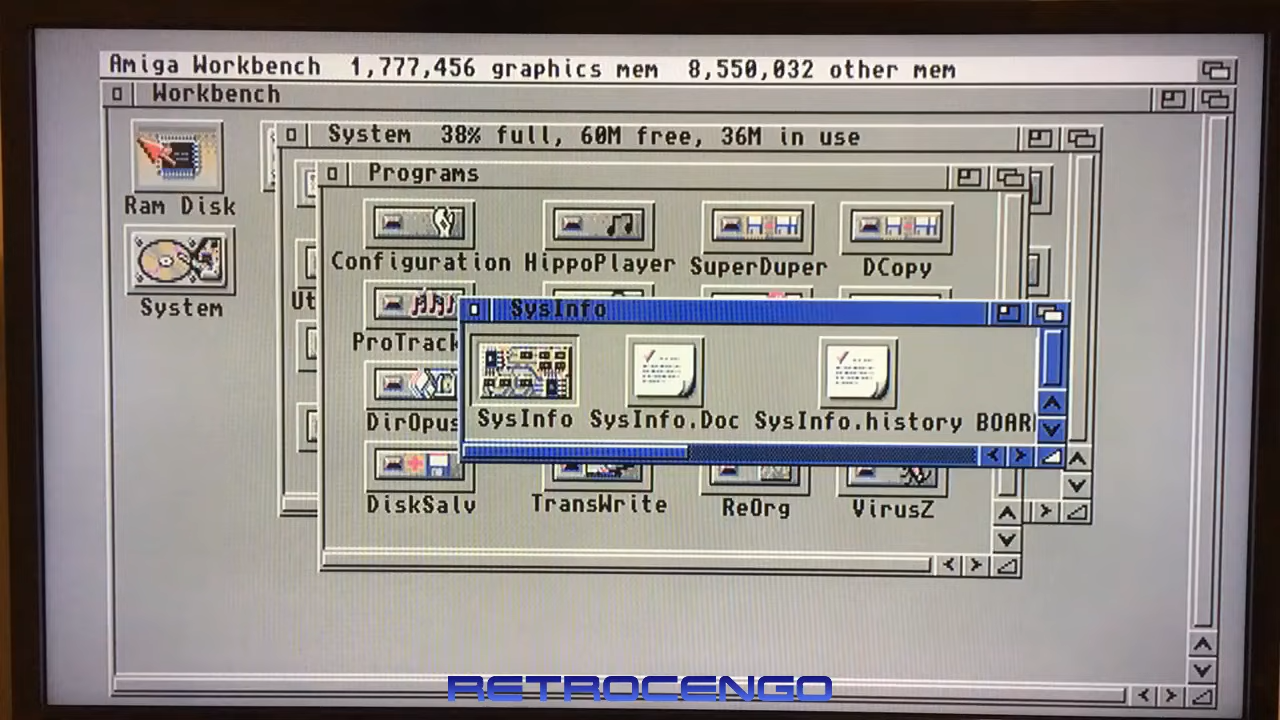 Amiga Workbench 1,777,456 graphics mem 8,550,032 other mem
Workbench
System 38% full, 60M free, 36M in use
Programs
Ram Disk
Configuration HippoPlayer SuperDuper DCopy
System
SysInfo
SysInfo SysInfo.Doc SysInfo.history BOAR
DiskSalv TransWrite ReOrg VirusZ
RETROCENGO